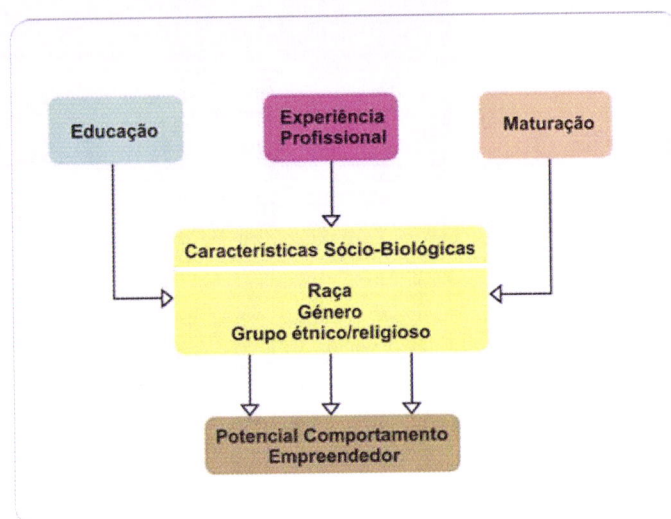 Educação
Experiência
Profissional
Maturação
Características Sócio-Biológicas
Raça
Género
Grupo étnico/religioso
Potencial Comportamento
Empreendedor